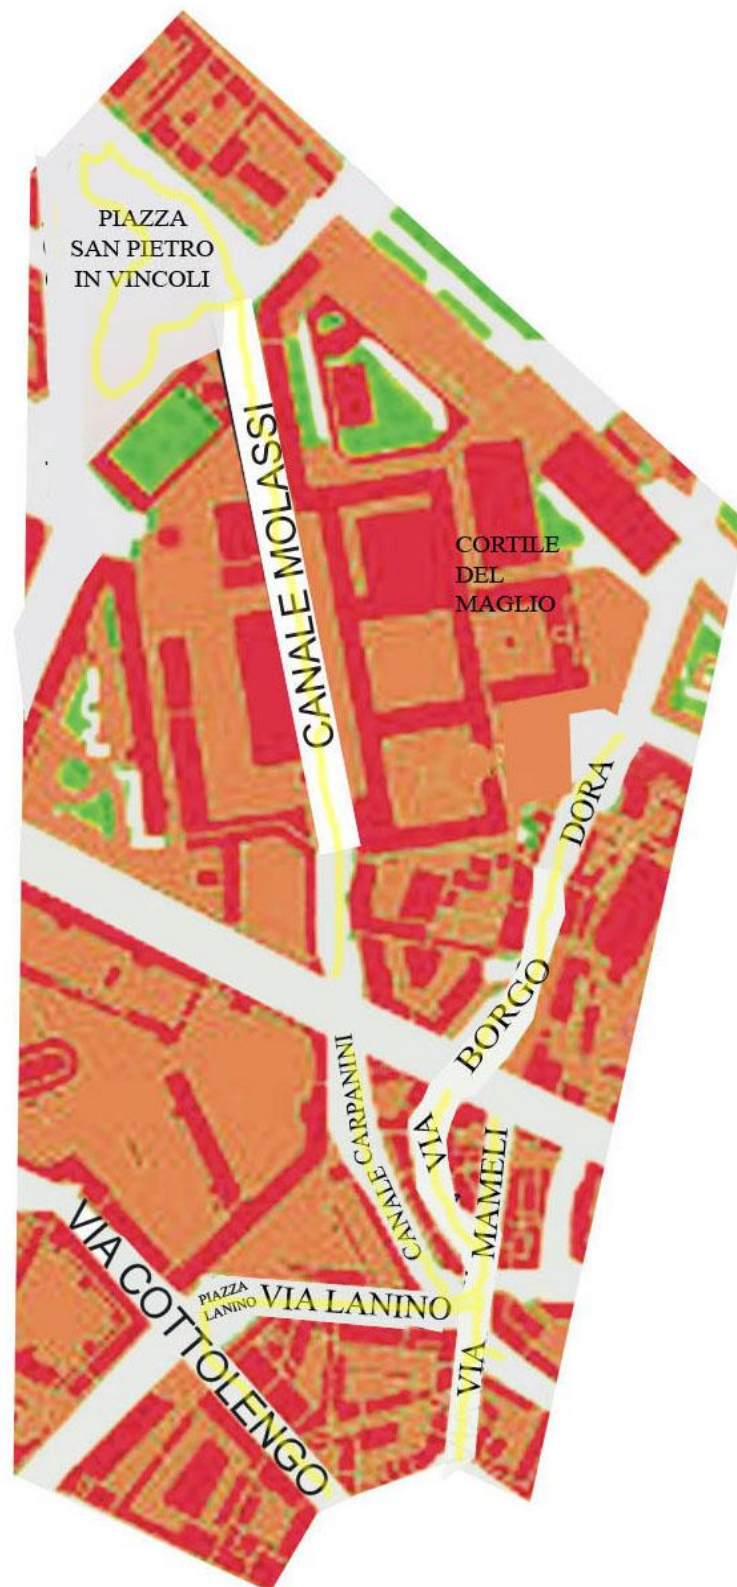 PIAZZA
SAN PIETRO
IN VINCOLI
CANALE MOLASSI
CORTILE
DEL
MAGLIO
VIA BORGO DORA
CANALE CARPANINI
VIA MAMELI
VIA COTTOLENGO
PIAZZA
LANINO
VIA LANINO